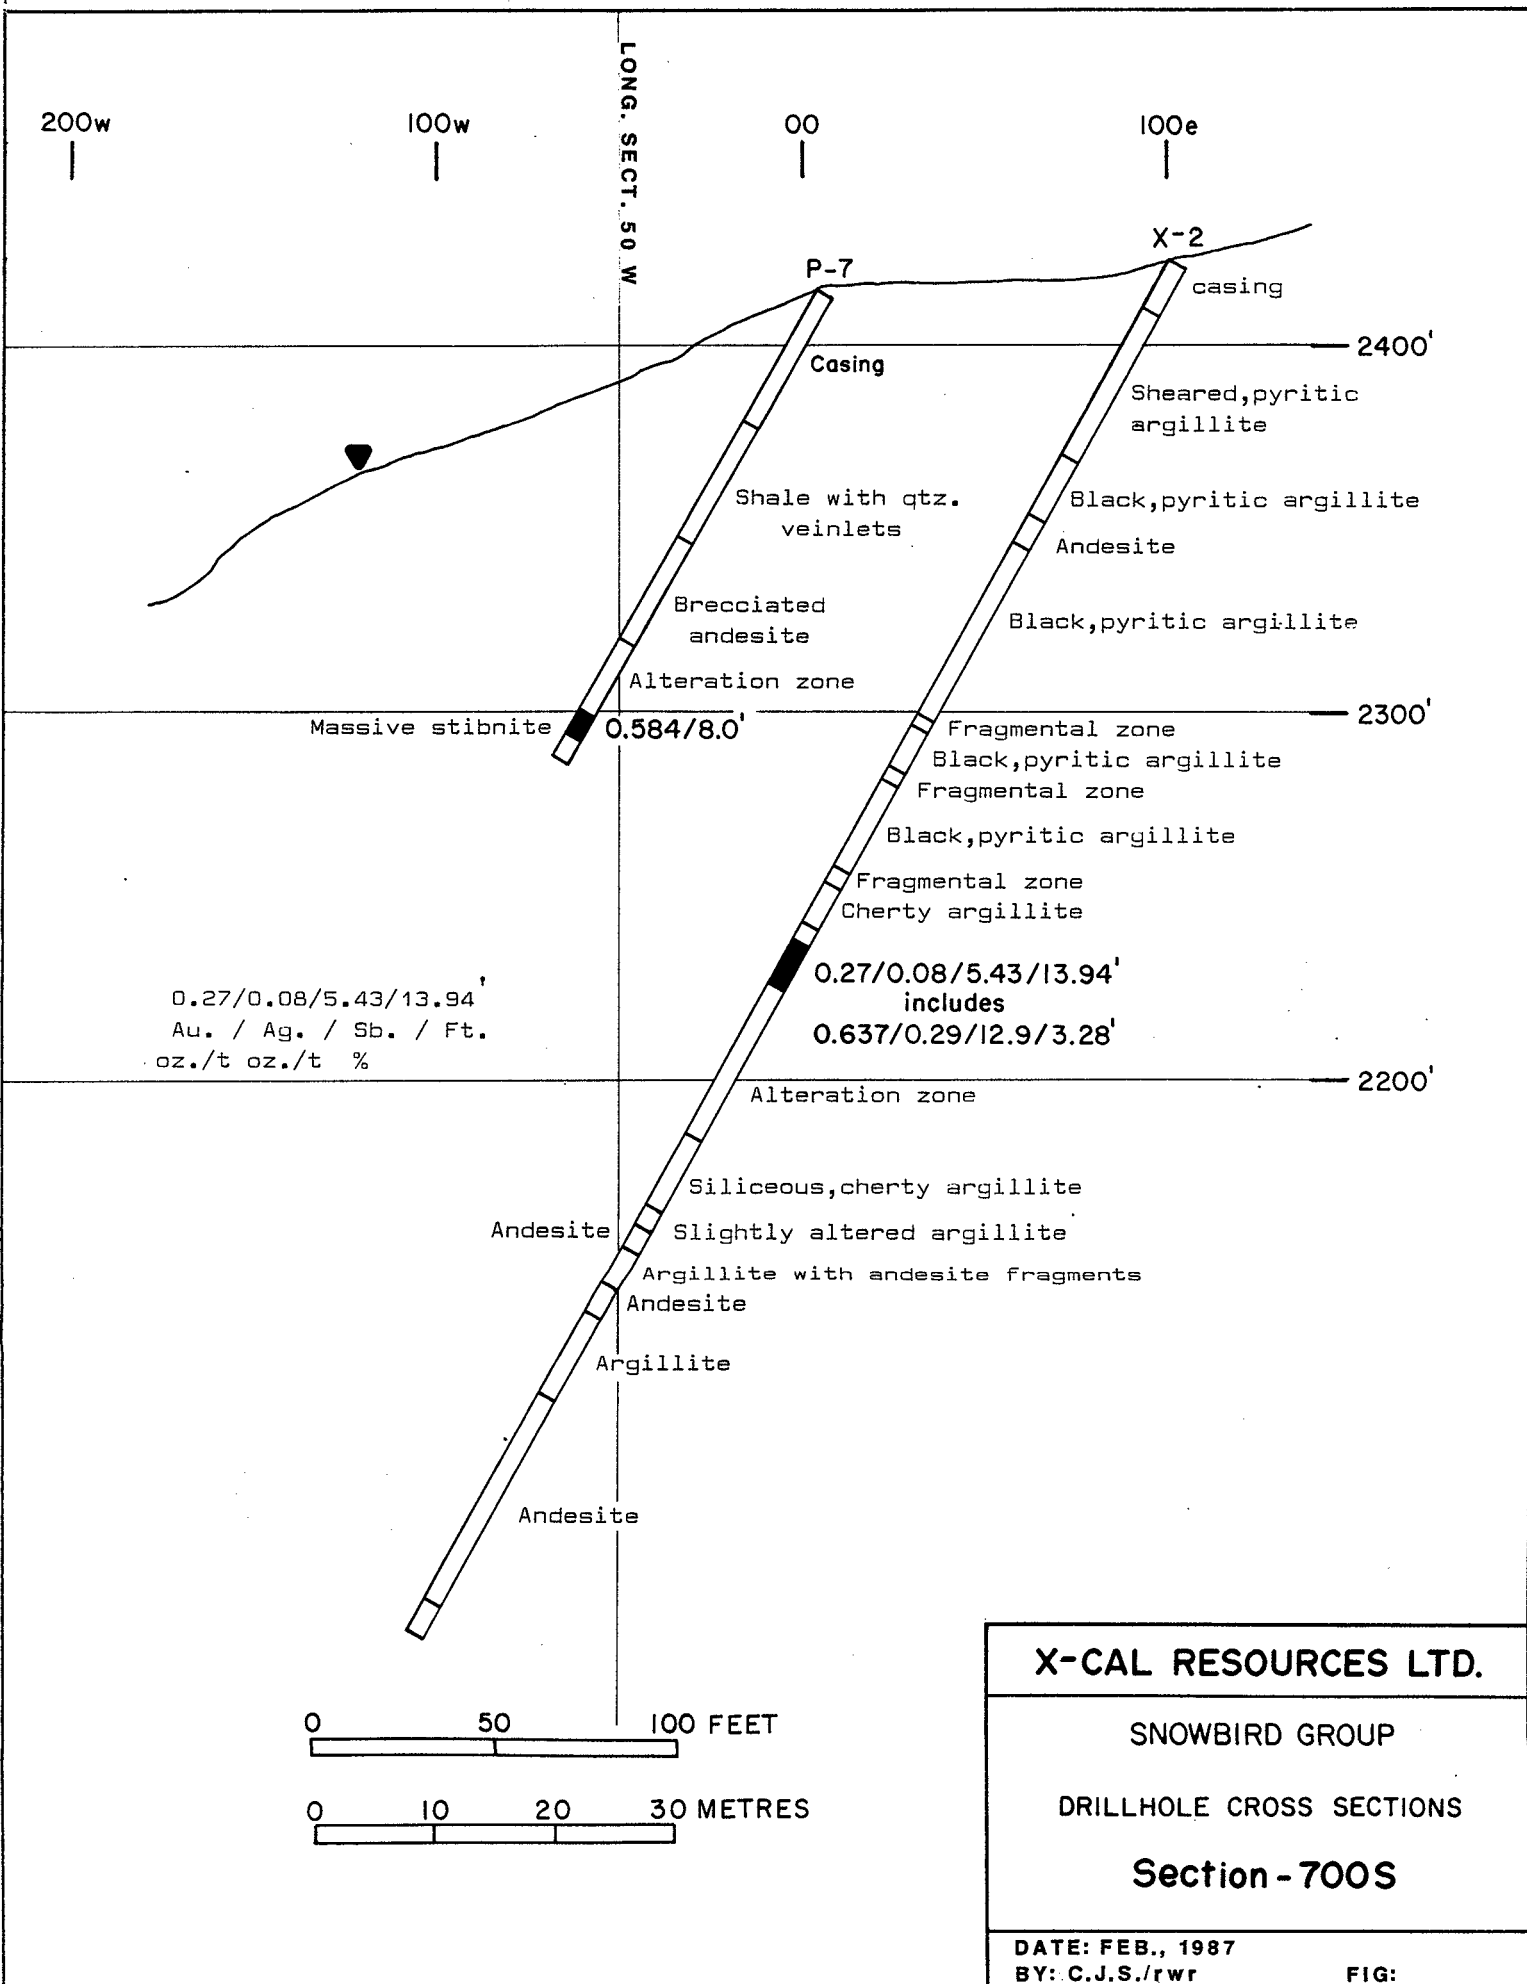 200w
100w
00
100e
LONG. SECT. 50 W
X-2
P-7
casing
2400'
Casing
Sheared,pyritic
argillite
Shale with qtz.
veinlets
Black,pyritic argillite
Andesite
Brecciated
andesite
Black,pyritic argillite
Alteration zone
Massive stibnite
0.584/8.0'
2300'
Fragmental zone
Black,pyritic argillite
Fragmental zone
Black,pyritic argillite
Fragmental zone
Cherty argillite
0.27/0.08/5.43/13.94'
includes
0.637/0.29/12.9/3.28'
0.27/0.08/5.43/13.94'
Au. / Ag. / Sb. / Ft.
oz./t oz./t %
2200'
Alteration zone
Siliceous,cherty argillite
Andesite
Slightly altered argillite
Argillite with andesite fragments
Andesite
Argillite
Andesite
0 50 100 FEET
0 10 20 30 METRES
X-CAL RESOURCES LTD.
SNOWBIRD GROUP
DRILLHOLE CROSS SECTIONS
Section - 700S
DATE: FEB., 1987
BY: C.J.S./rwr FIG: